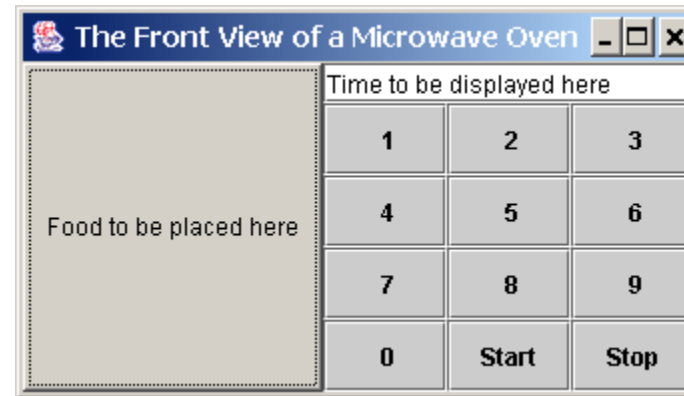 The Front View of a Microwave Oven
Food to be placed here
Time to be displayed here
1 2 3
4 5 6
7 8 9
0 Start Stop